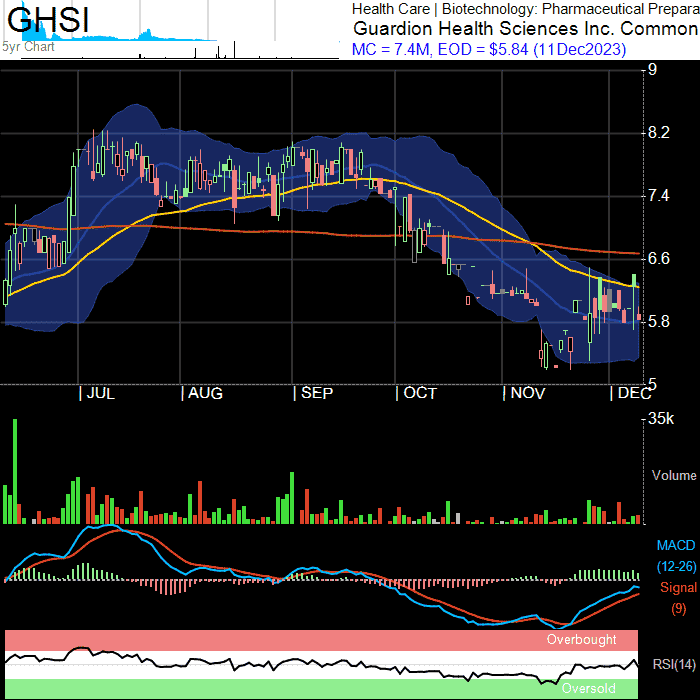 GHSI
Health Care | Biotechnology: Pharmaceutical Prepara
Guardion Health Sciences Inc. Common
5yr Chart
MC = 7.4M, EOD = $5.84 (11Dec2023)
9
8.2
7.4
6.6
5.8
5
JUL AUG SEP OCT NOV DEC
35k
Volume
MACD
(12-26)
Signal
(9)
Overbought
RSI(14)
Oversold